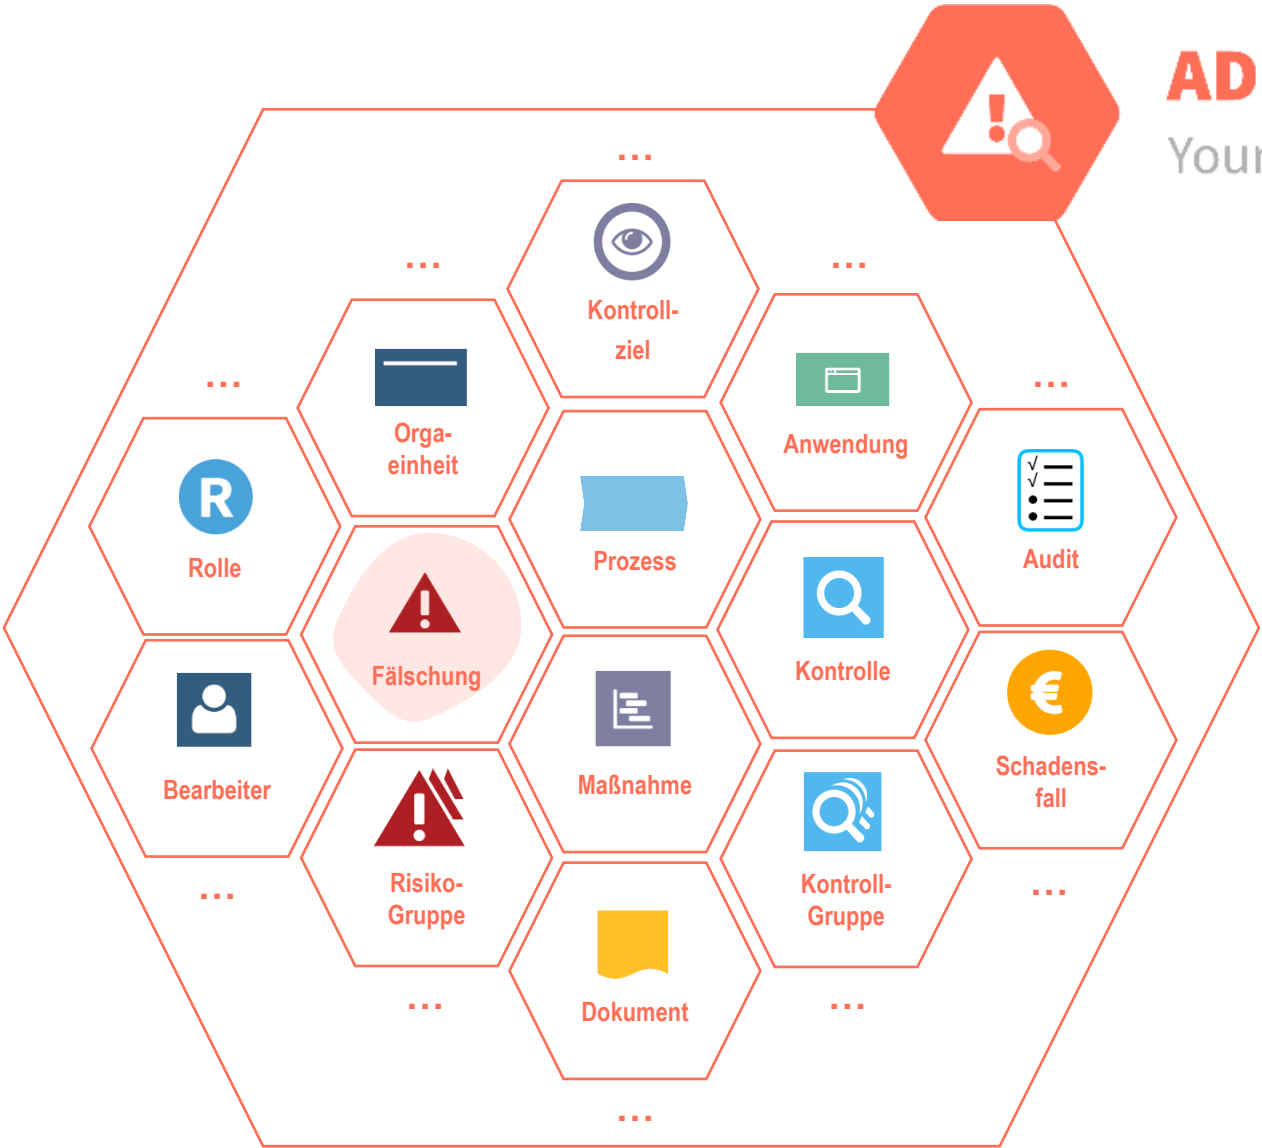 AD
Your
...
Kontroll-
ziel
...
...
Orga-
einheit
Anwendung
...
...
R
Rolle
Prozess
√
√
Audit
!
Fälschung
Kontrolle
Bearbeiter
Maßnahme
€
Schadens-
fall
!
Risiko-
Gruppe
Kontroll-
Gruppe
...
...
Dokument
...
...
...